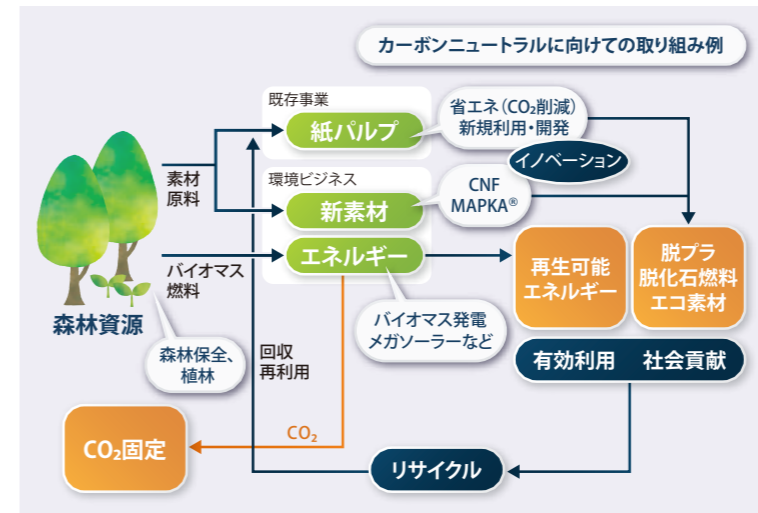 カーボンニュートラルに向けての取り組み例
既存事業
紙パルプ
省エネ（CO₂削減）
新規利用・開発
イノベーション
素材
原料
環境ビジネス
新素材
CNF
MAPKA®
エネルギー
バイオマス
燃料
森林資源
森林保全、
植林
回収
再利用
バイオマス発電
メガソーラーなど
再生可能
エネルギー
脱プラ
脱化石燃料
エコ素材
有効利用 社会貢献
CO₂固定
CO₂
リサイクル